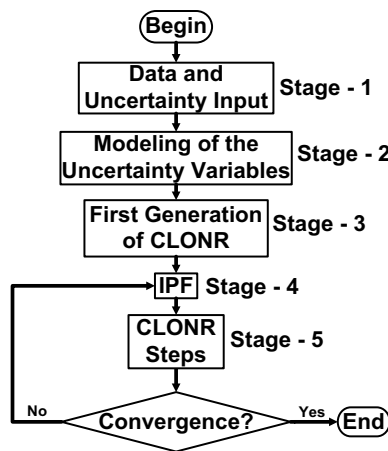 Begin
Data and
Uncertainty Input
Stage - 1
Modeling of the
Uncertainty Variables
Stage - 2
First Generation
of CLONR
Stage - 3
IPF
Stage - 4
CLONR
Steps
Stage - 5
No
Convergence?
Yes
End